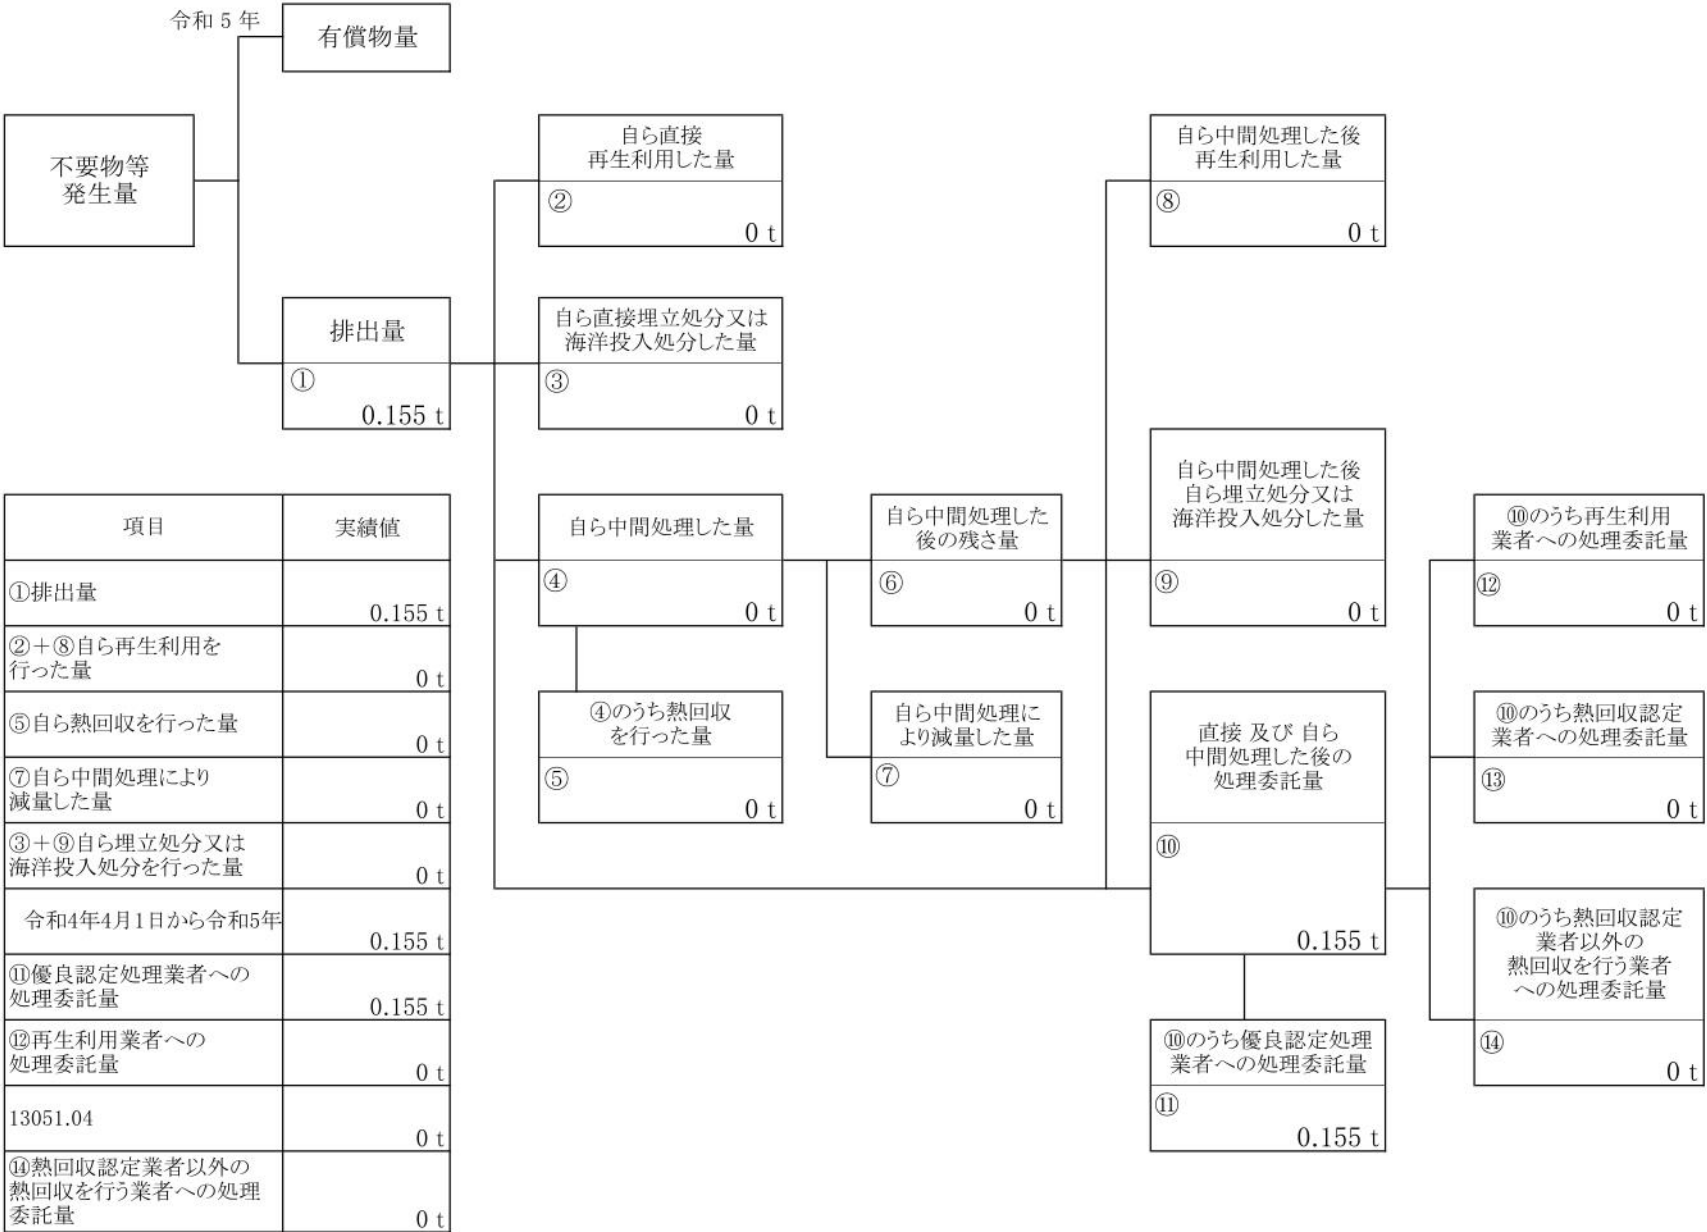 令和 5 年
有償物量
不要物等
発生量
自ら直接
再生利用した量
②
0 t
自ら中間処理した後
再生利用した量
⑧
0 t
排出量
①
0.155 t
自ら直接埋立処分又は
海洋投入処分した量
③
0 t
自ら中間処理した量
④
0 t
自ら中間処理した
後の残さ量
⑥
0 t
自ら中間処理した後
自ら埋立処分又は
海洋投入処分した量
⑨
0 t
⑩のうち再生利用
業者への処理委託量
⑫
0 t
④のうち熱回収
を行った量
⑤
0 t
自ら中間処理に
より減量した量
⑦
0 t
直接 及び 自ら
中間処理した後の
処理委託量
⑩
0.155 t
⑩のうち熱回収認定
業者への処理委託量
⑬
0 t
⑩のうち優良認定処理
業者への処理委託量
⑪
0.155 t
⑩のうち熱回収認定
業者以外の
熱回収を行う業者
への処理委託量
⑭
0 t
項目
実績値
①排出量
0.155 t
②+⑧自ら再生利用を
行った量
0 t
⑤自ら熱回収を行った量
0 t
⑦自ら中間処理により
減量した量
0 t
③+⑨自ら埋立処分又は
海洋投入処分を行った量
0 t
令和4年4月1日から令和5年
0.155 t
⑪優良認定処理業者への
処理委託量
0.155 t
⑫再生利用業者への
処理委託量
0 t
13051.04
0 t
⑭熱回収認定業者以外の
熱回収を行う業者への処理
委託量
0 t